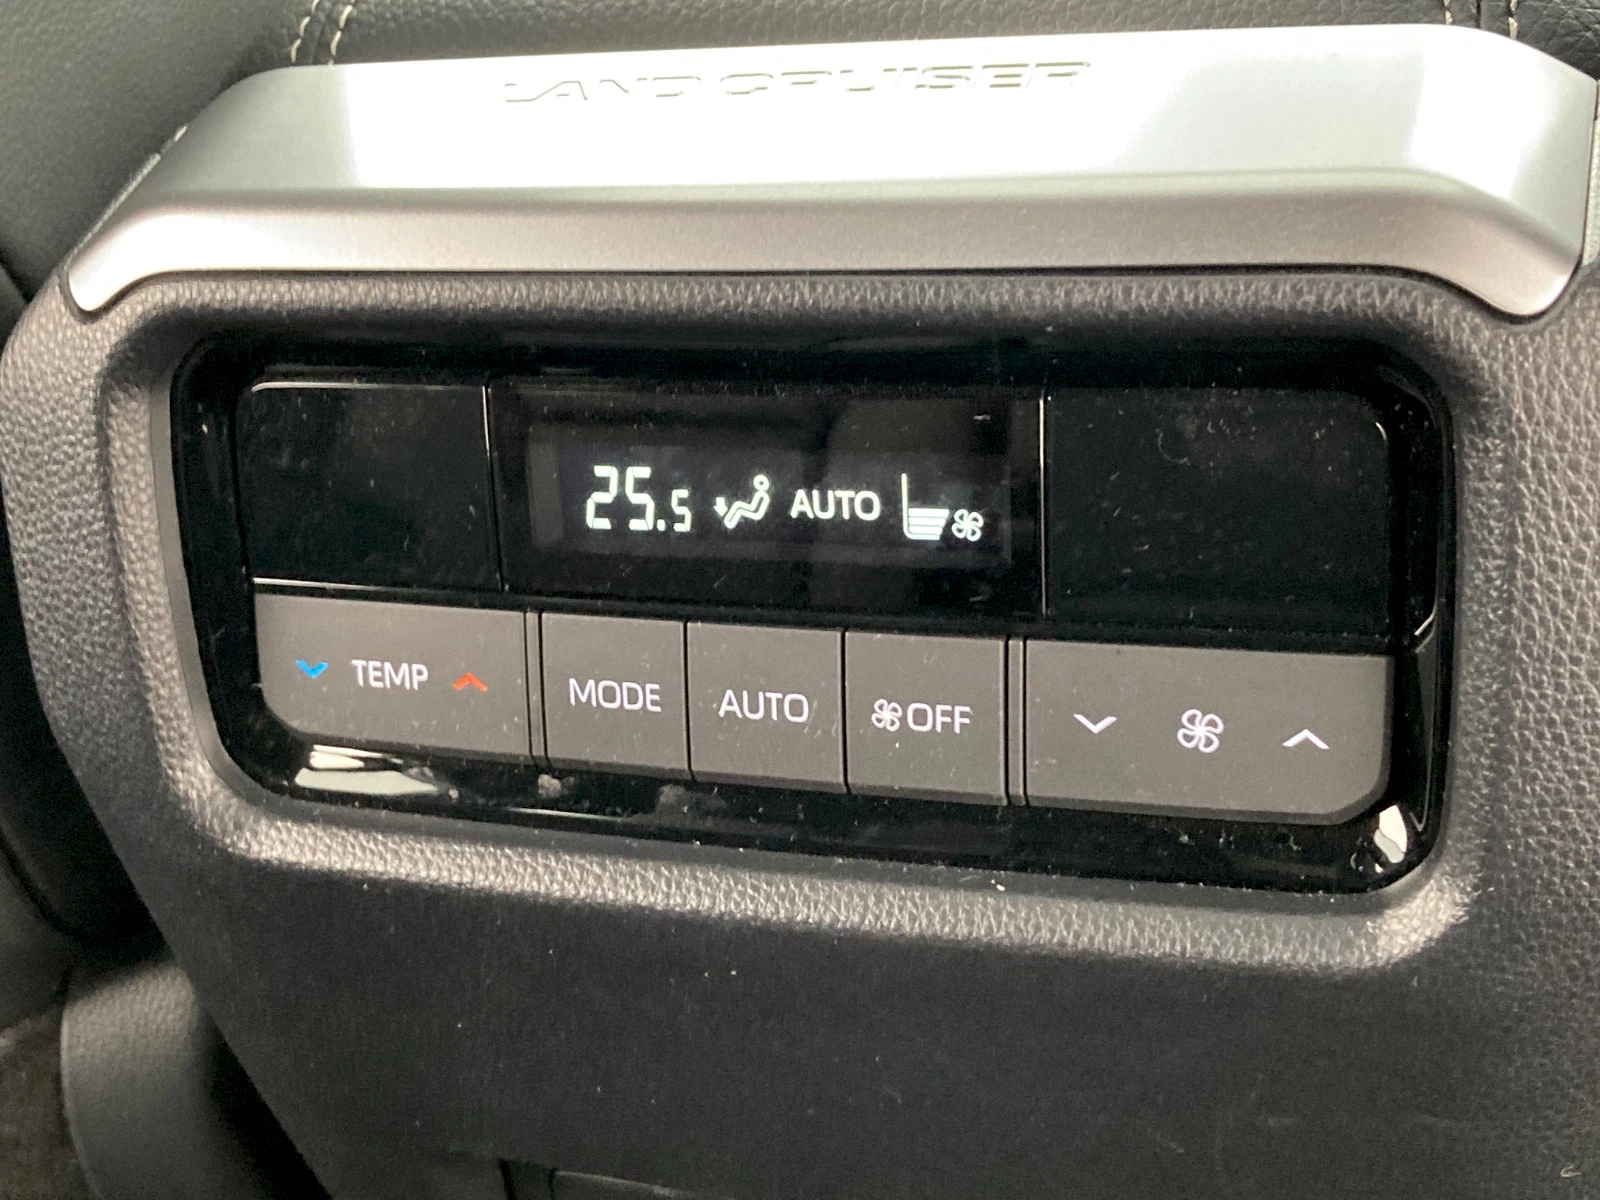 LAND CRUISER
25.5 AUTO
TEMP MODE AUTO OFF